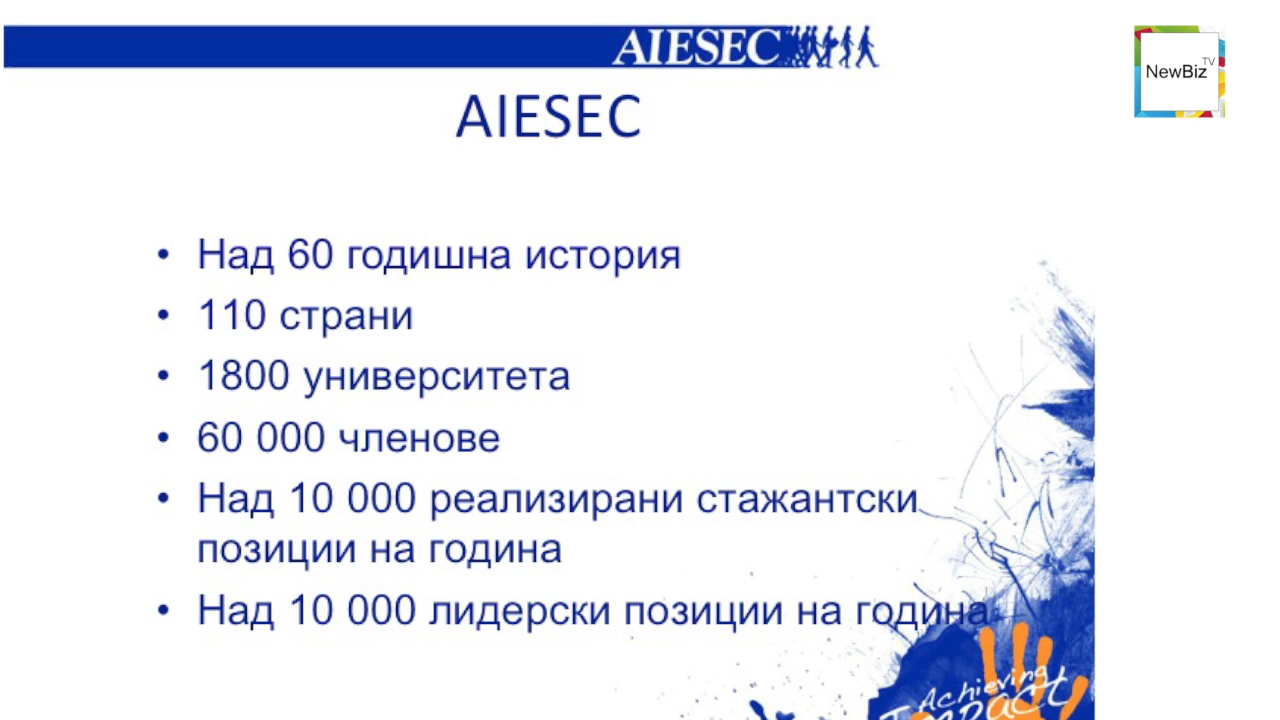 AIESEC
NewBiz TV
AIESEC
• Над 60 годишна история
• 110 страни
• 1800 университета
• 60 000 членове
• Над 10 000 реализирани стажантски
позиции на година
• Над 10 000 лидерски позиции на година
Achieving
Impact